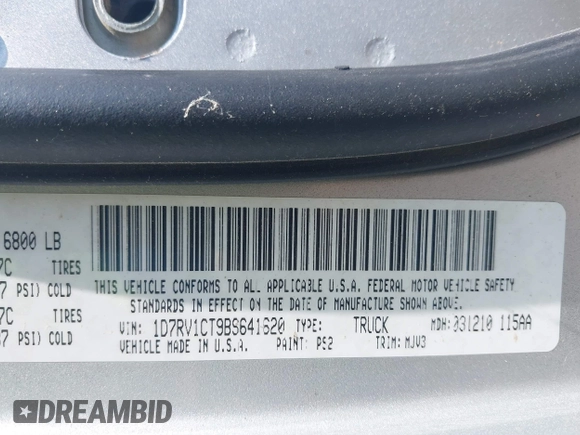 6800 LB
7C TIRES
7 PSI) COLD
7C TIRES
37 PSI) COLD
THIS VEHICLE CONFORMS TO ALL APPLICABLE U.S.A. FEDERAL MOTOR VEHICLE SAFETY
STANDARDS IN EFFECT ON THE DATE OF MANUFACTURE SHOWN ABOVE
VIN: 1D7RV1CT9BS641620 TYPE: TRUCK MDH: 031210 115AA
VEHICLE MADE IN U.S.A. PAINT: PS2 TRIM: MJV3
DREAMBID